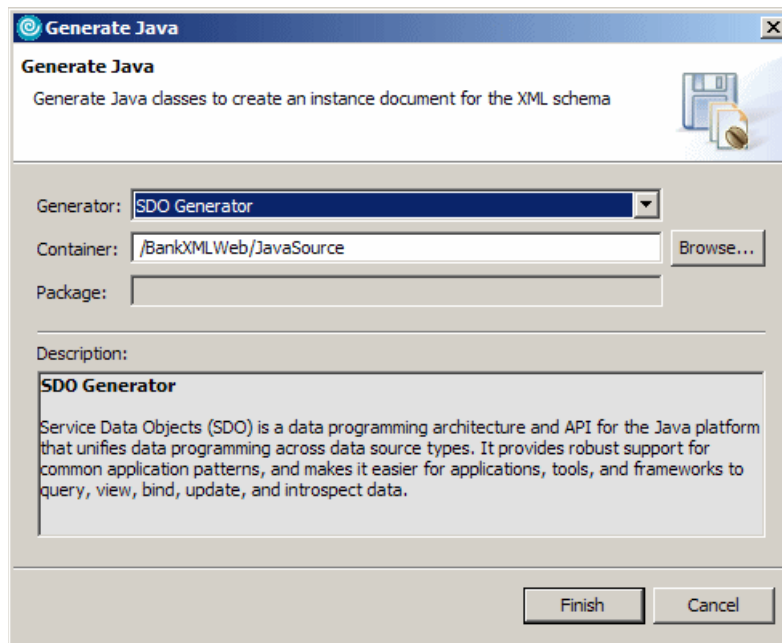 Generate Java
Generate Java
Generate Java classes to create an instance document for the XML schema
Generator: SDO Generator
Container: /BankXMLWeb/JavaSource Browse...
Package:
Description:
SDO Generator
Service Data Objects (SDO) is a data programming architecture and API for the Java platform
that unifies data programming across data source types. It provides robust support for
common application patterns, and makes it easier for applications, tools, and frameworks to
query, view, bind, update, and introspect data.
Finish Cancel